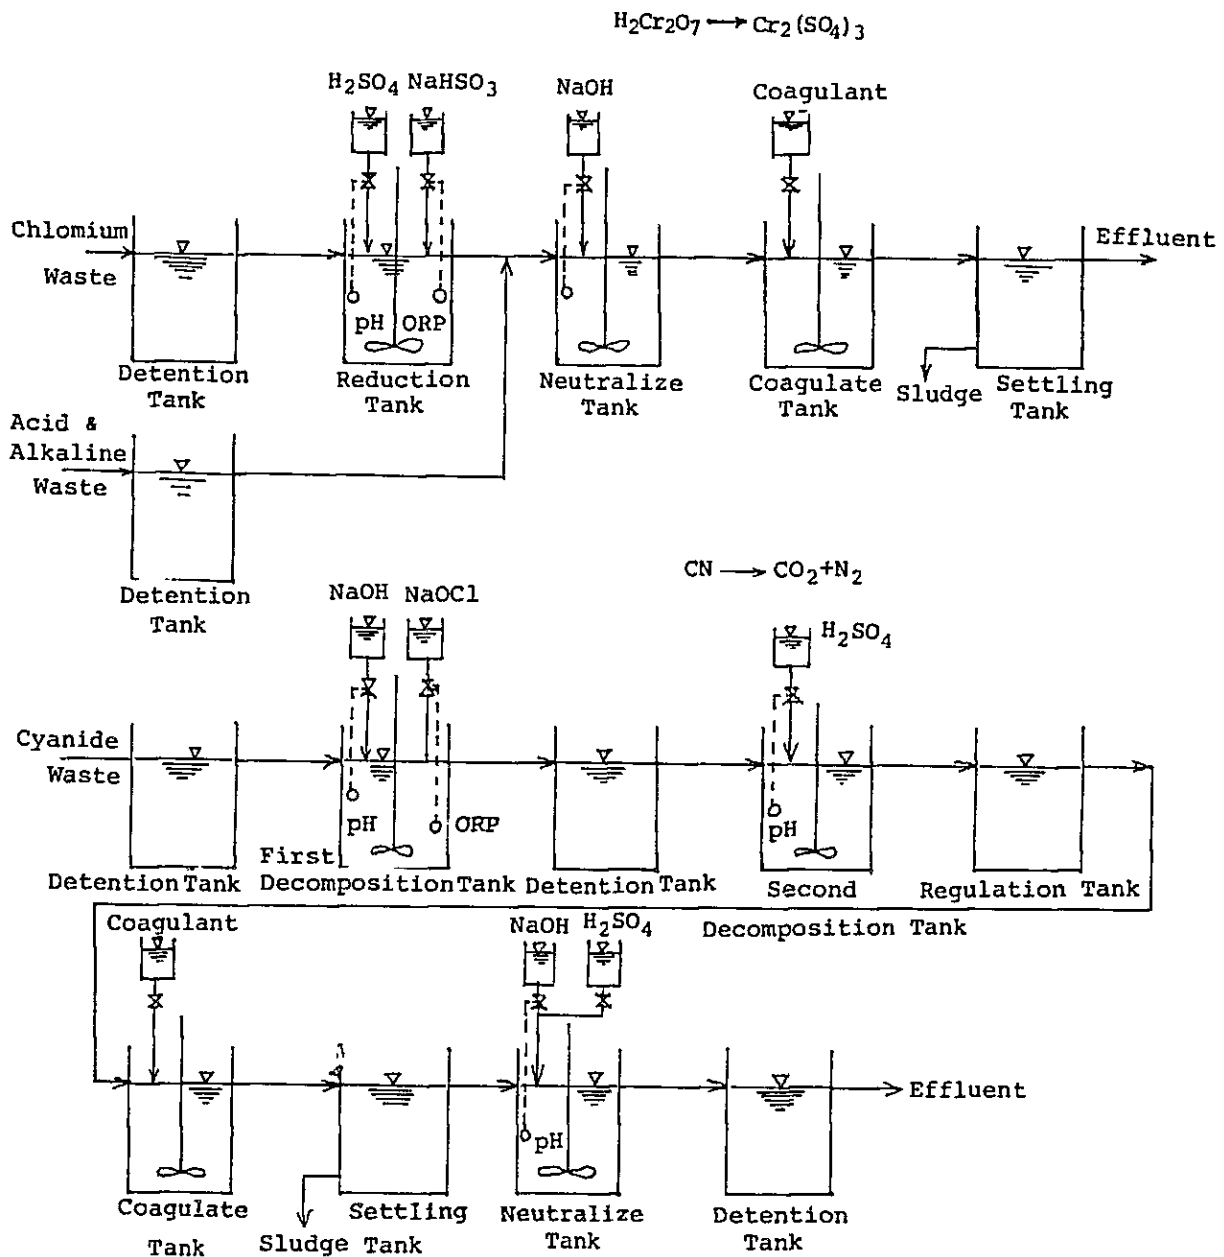 H₂Cr₂O₇ → Cr₂(SO₄)₃
H₂SO₄ NaHSO₃
NaOH
Coagulant
Chlomium
Waste
Effluent
pH ORP
Detention
Tank
Reduction
Tank
Neutralize
Tank
Coagulate
Tank
Sludge
Settling
Tank
Acid &
Alkaline
Waste
Detention
Tank
CN → CO₂+N₂
NaOH NaOCl
H₂SO₄
Cyanide
Waste
pH
ORP
pH
Detention Tank
First
Decomposition Tank
Detention Tank
Second
Decomposition Tank
Regulation Tank
Coagulant
NaOH H₂SO₄
Effluent
pH
Coagulate
Tank
Sludge
Settling
Tank
Neutralize
Tank
Detention
Tank